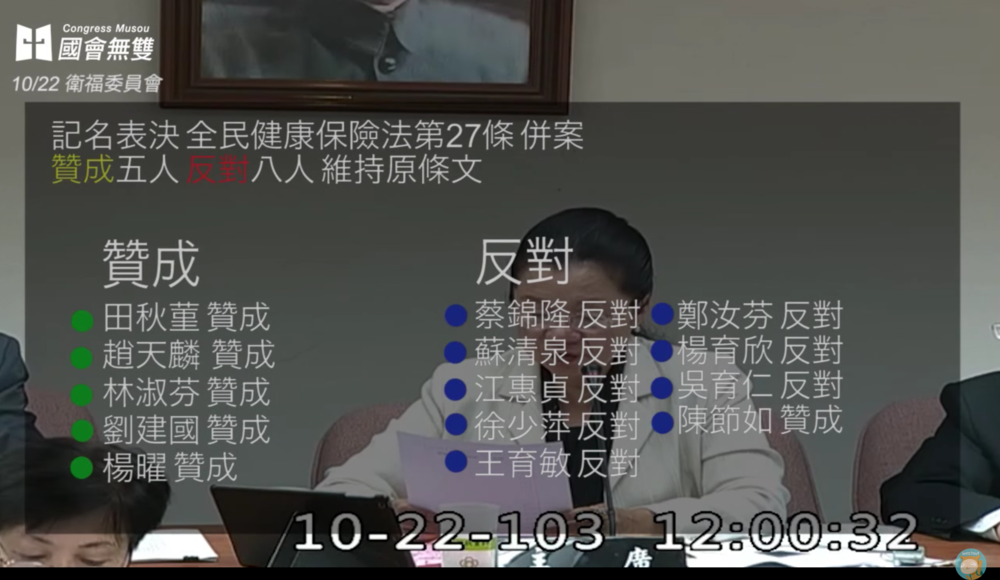 Congress Musou
國會無雙
10/22 衛福委員會
記名表決 全民健康保險法第27條 併案
贊成五人 反對八人 維持原條文
贊成
田秋堇 贊成
趙天麟 贊成
林淑芬 贊成
劉建國 贊成
楊曜 贊成
反對
蔡錦隆 反對
蘇清泉 反對
江惠貞 反對
徐少萍 反對
王育敏 反對
鄭汝芬 反對
楊育欣 反對
吳育仁 反對
陳節如 贊成
10-22-103 12:00:32
主 席